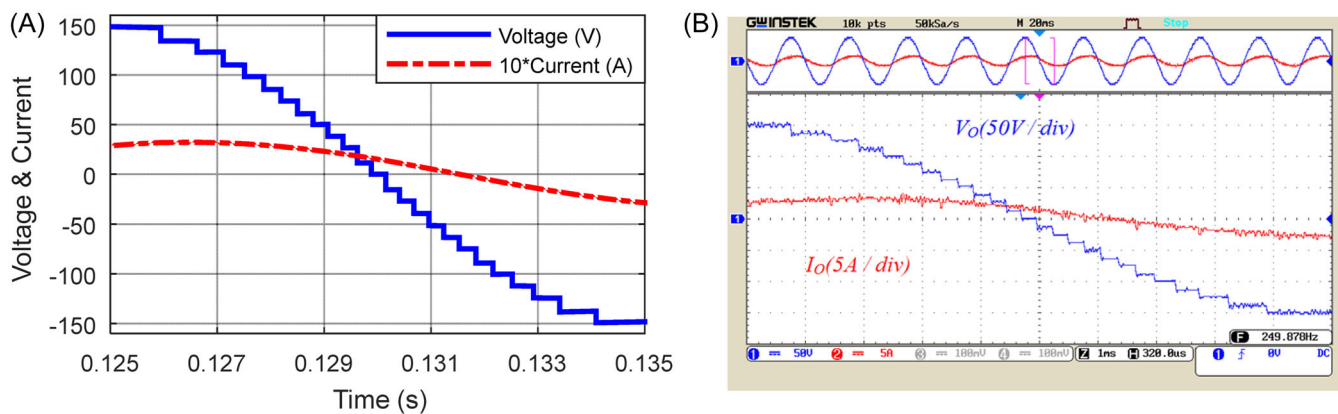 (A)
Voltage & Current
150
100
50
0
-50
-100
-150
Voltage (V)
10*Current (A)
0.125
0.127
0.129
0.131
0.133
0.135
Time (s)
(B)
GWINSTEK 10k pts 50kSa/s M 20ms Stop
1
VO(50V / div)
1
IO(5A / div)
F 249.878Hz
1 50V 2 5A 3 100mV 4 100mV Z 1ms H 320.0us 1 0V DC